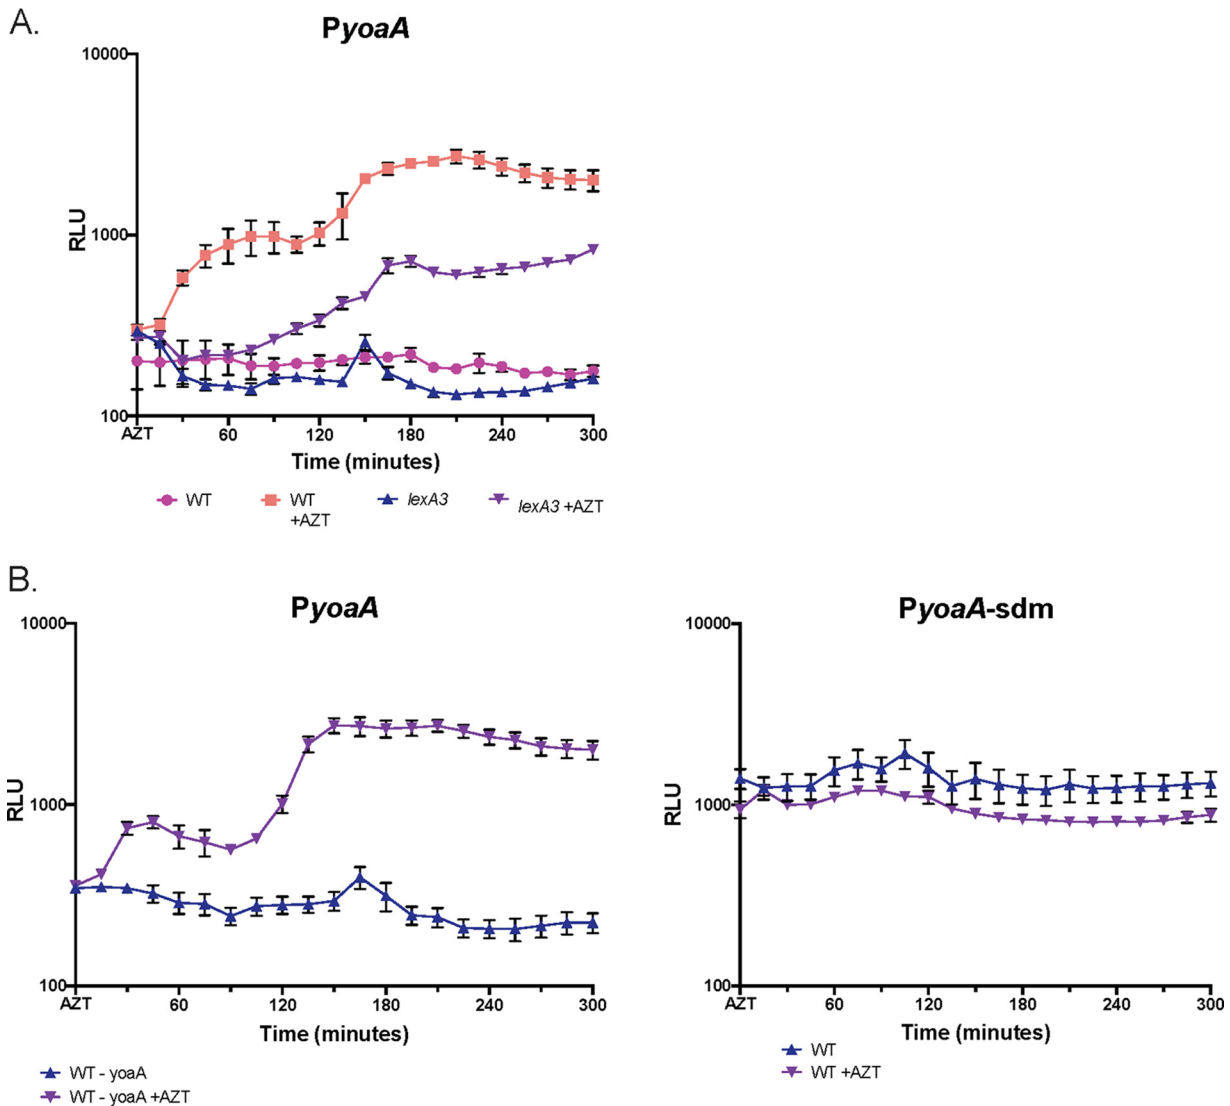 A.
PyoaA
10000
1000
100
RLU
AZT 60 120 180 240 300
Time (minutes)
WT WT lexA3 lexA3 +AZT
+AZT
B.
PyoaA
10000
1000
100
RLU
AZT 60 120 180 240 300
Time (minutes)
WT - yoaA
WT - yoaA +AZT
PyoaA-sdm
10000
1000
100
RLU
AZT 60 120 180 240 300
Time (minutes)
WT
WT +AZT